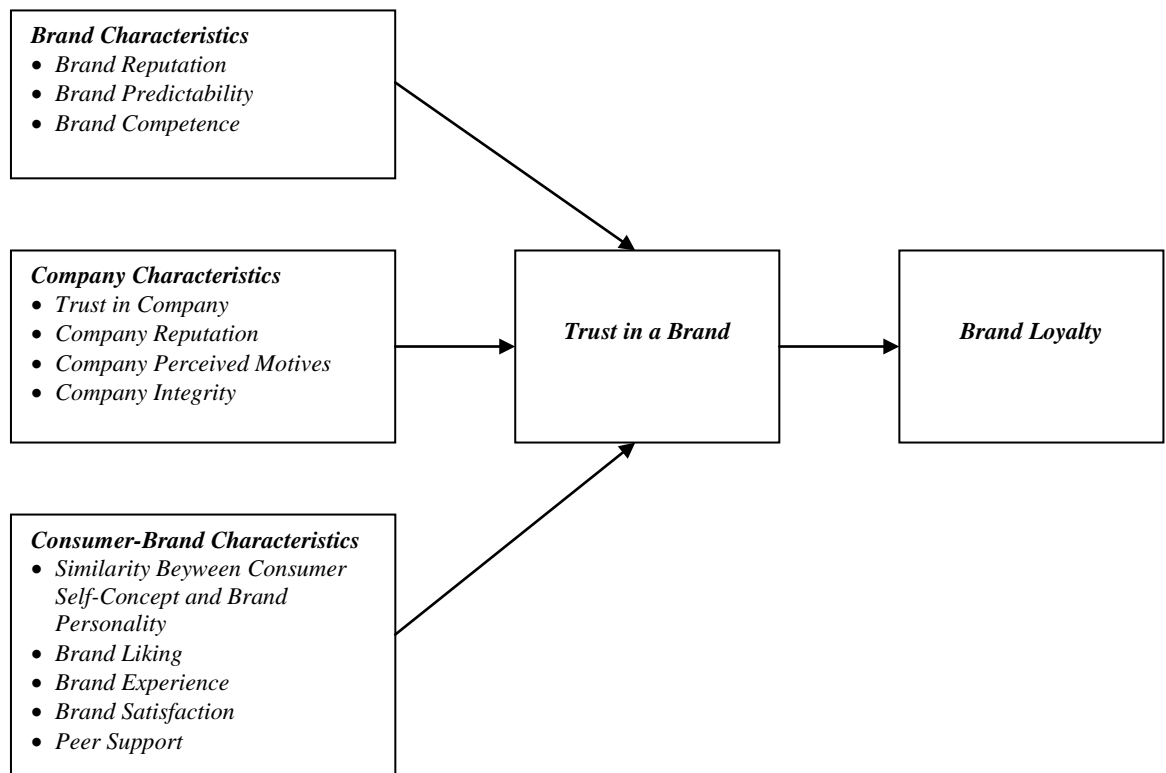 Brand Characteristics
• Brand Reputation
• Brand Predictability
• Brand Competence
Company Characteristics
• Trust in Company
• Company Reputation
• Company Perceived Motives
• Company Integrity
Trust in a Brand
Brand Loyalty
Consumer-Brand Characteristics
• Similarity Beyween Consumer
Self-Concept and Brand
Personality
• Brand Liking
• Brand Experience
• Brand Satisfaction
• Peer Support